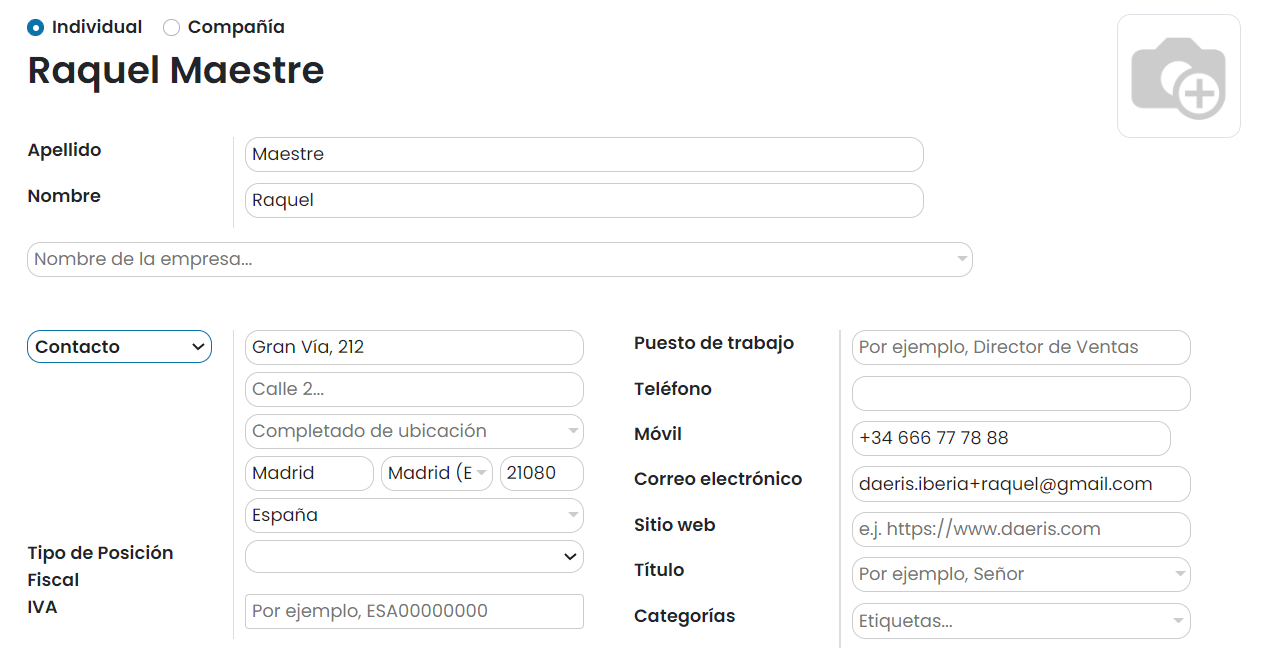 Individual Compañía
Raquel Maestre
Apellido Maestre
Nombre Raquel
Nombre de la empresa...
Contacto Gran Vía, 212
Calle 2...
Completado de ubicación
Madrid Madrid (E 21080
España
Tipo de Posición
Fiscal
IVA Por ejemplo, ESA00000000
Puesto de trabajo Por ejemplo, Director de Ventas
Teléfono
Móvil +34 666 77 78 88
Correo electrónico daeris.iberia+raquel@gmail.com
Sitio web e.j. https://www.daeris.com
Título Por ejemplo, Señor
Categorías Etiquetas...